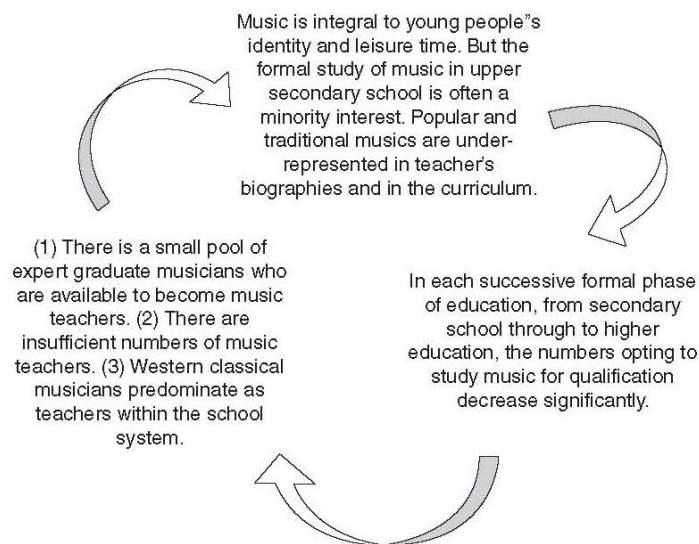 Music is integral to young people"s
identity and leisure time. But the
formal study of music in upper
secondary school is often a
minority interest. Popular and
traditional musics are under-
represented in teacher's
biographies and in the curriculum.
In each successive formal phase
of education, from secondary
school through to higher
education, the numbers opting to
study music for qualification
decrease significantly.
(1) There is a small pool of
expert graduate musicians who
are available to become music
teachers. (2) There are
insufficient numbers of music
teachers. (3) Western classical
musicians predominate as
teachers within the school
system.